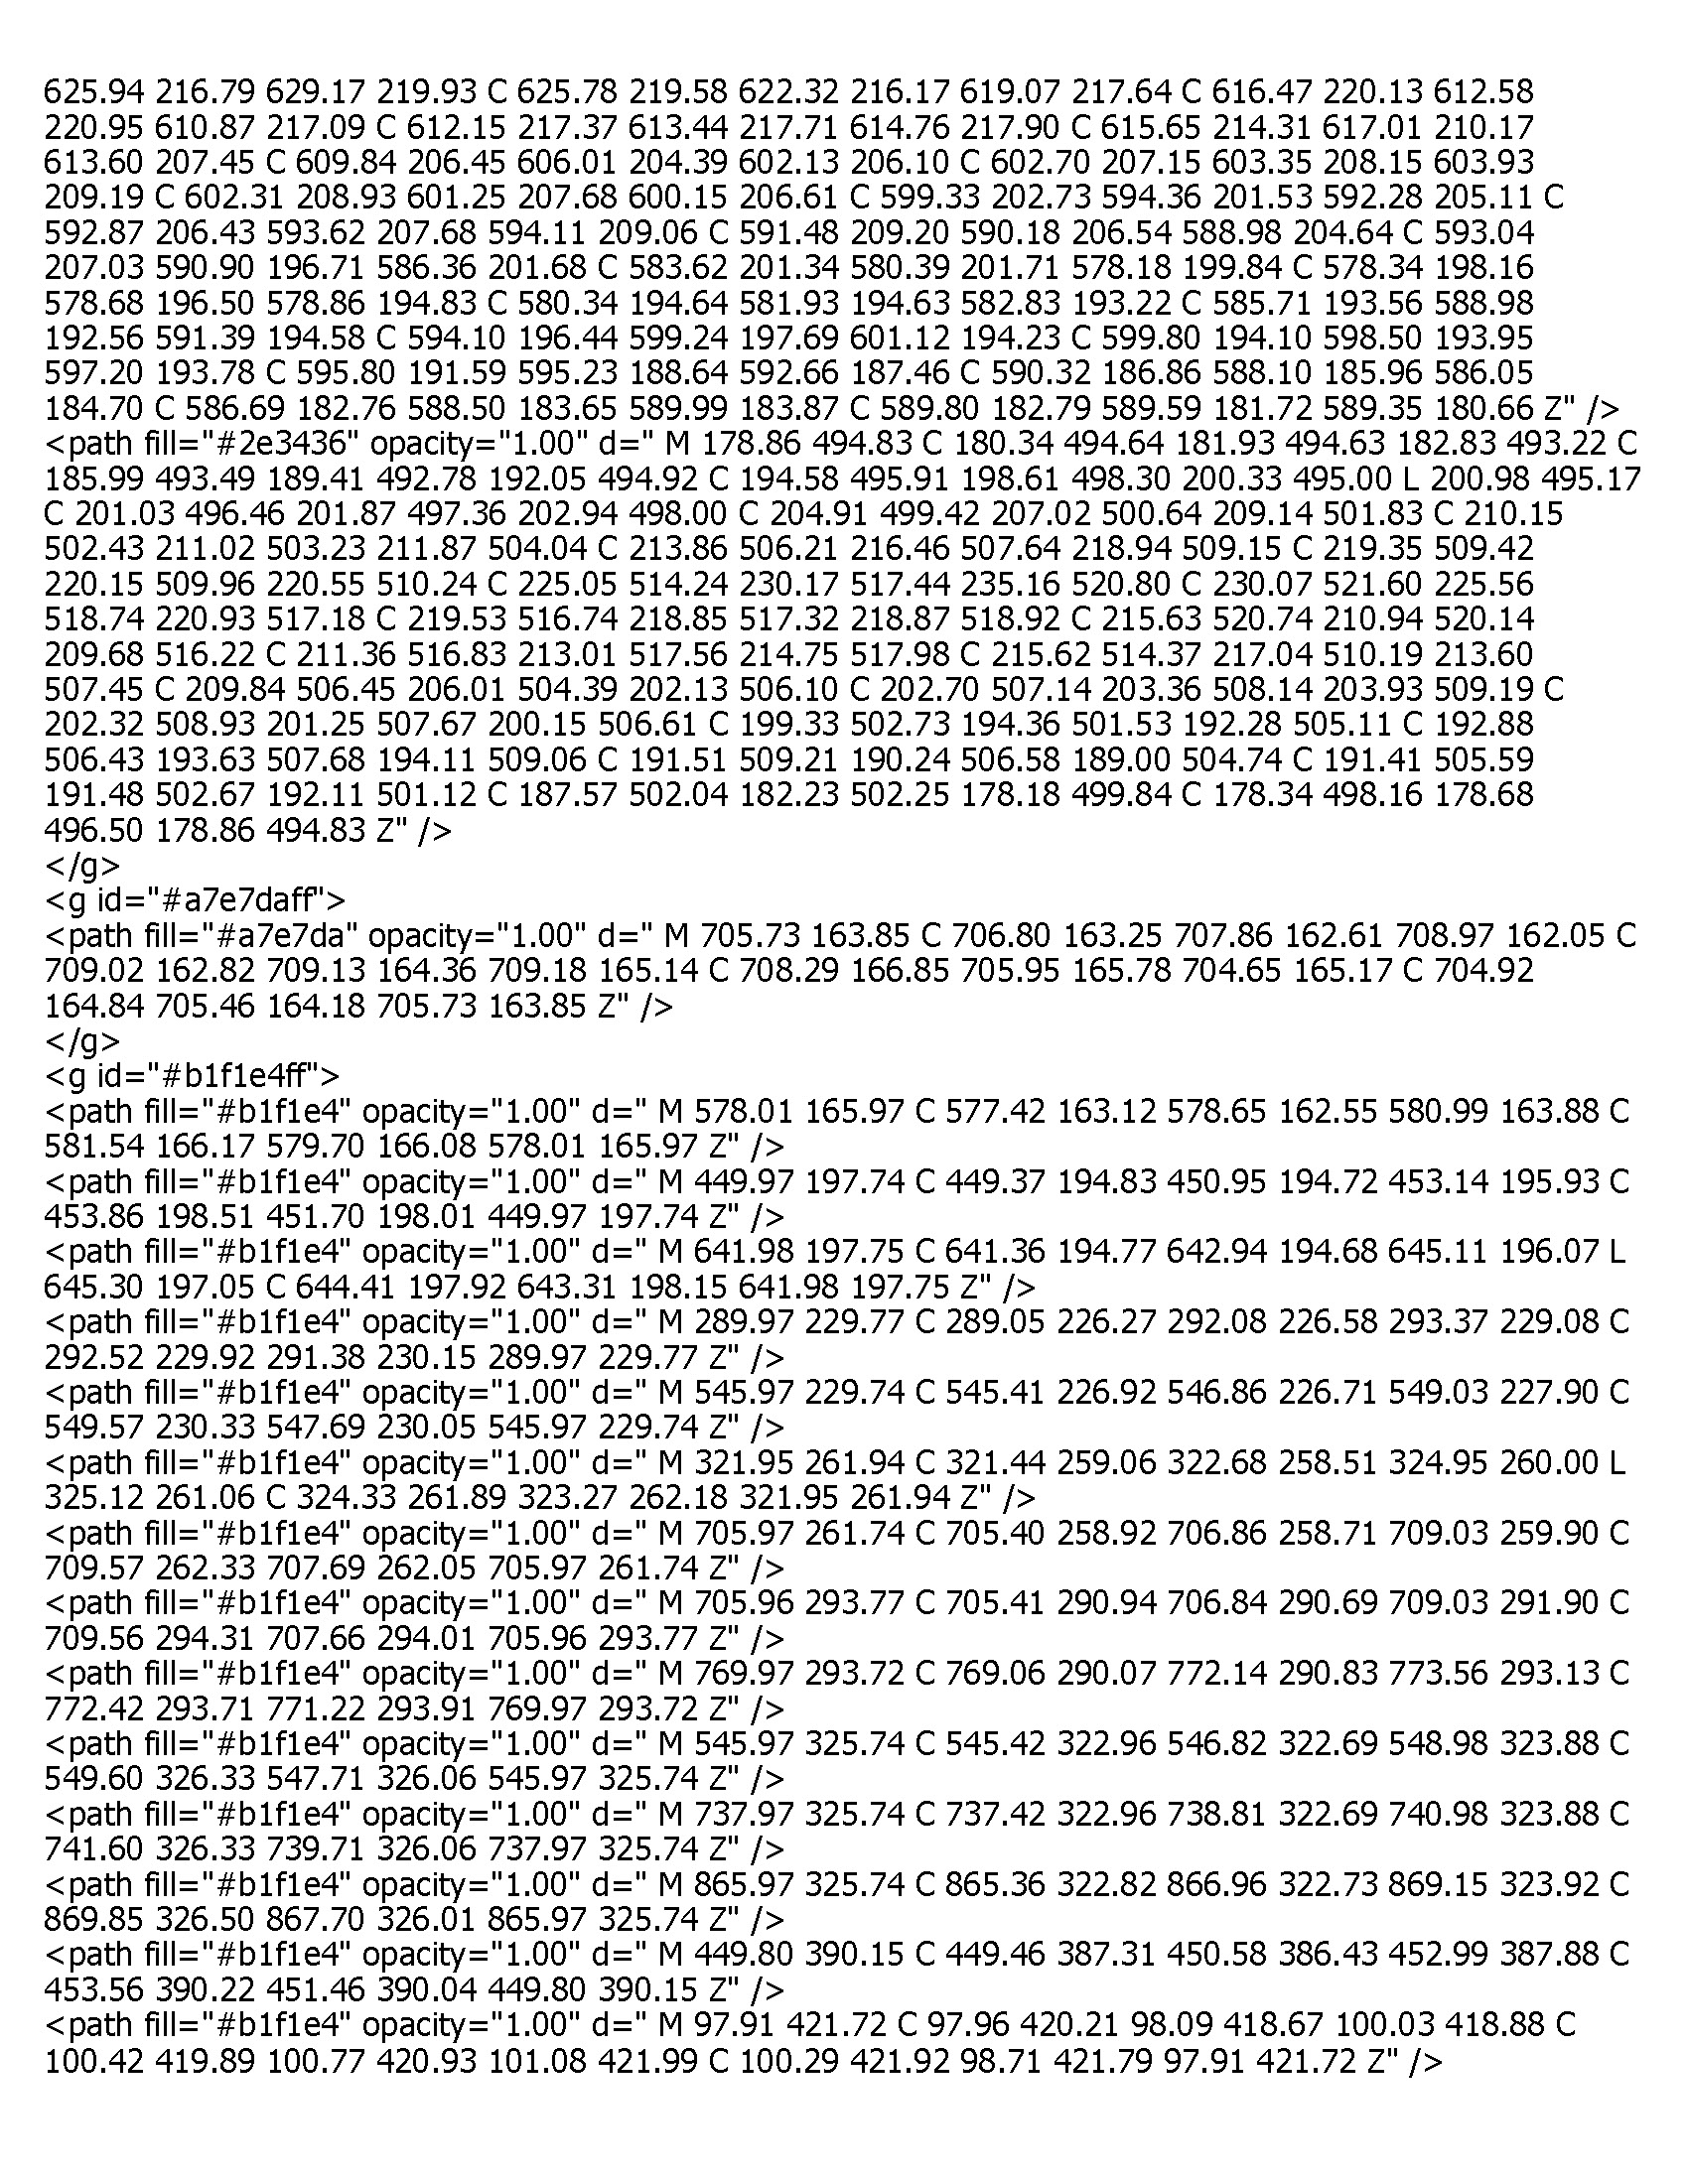 625.94 216.79 629.17 219.93 C 625.78 219.58 622.32 216.17 619.07 217.64 C 616.47 220.13 612.58
220.95 610.87 217.09 C 612.15 217.37 613.44 217.71 614.76 217.90 C 615.65 214.31 617.01 210.17
613.60 207.45 C 609.84 206.45 606.01 204.39 602.13 206.10 C 602.70 207.15 603.35 208.15 603.93
209.19 C 602.31 208.93 601.25 207.68 600.15 206.61 C 599.33 202.73 594.36 201.53 592.28 205.11 C
592.87 206.43 593.62 207.68 594.11 209.06 C 591.48 209.20 590.18 206.54 588.98 204.64 C 593.04
207.03 590.90 196.71 586.36 201.68 C 583.62 201.34 580.39 201.71 578.18 199.84 C 578.34 198.16
578.68 196.50 578.86 194.83 C 580.34 194.64 581.93 194.63 582.83 193.22 C 585.71 193.56 588.98
192.56 591.39 194.58 C 594.10 196.44 599.24 197.69 601.12 194.23 C 599.80 194.10 598.50 193.95
597.20 193.78 C 595.80 191.59 595.23 188.64 592.66 187.46 C 590.32 186.86 588.10 185.96 586.05
184.70 C 586.69 182.76 588.50 183.65 589.99 183.87 C 589.80 182.79 589.59 181.72 589.35 180.66 Z" />
<path fill="#2e3436" opacity="1.00" d=" M 178.86 494.83 C 180.34 494.64 181.93 494.63 182.83 493.22 C
185.99 493.49 189.41 492.78 192.05 494.92 C 194.58 495.91 198.61 498.30 200.33 495.00 L 200.98 495.17
C 201.03 496.46 201.87 497.36 202.94 498.00 C 204.91 499.42 207.02 500.64 209.14 501.83 C 210.15
502.43 211.02 503.23 211.87 504.04 C 213.86 506.21 216.46 507.64 218.94 509.15 C 219.35 509.42
220.15 509.96 220.55 510.24 C 225.05 514.24 230.17 517.44 235.16 520.80 C 230.07 521.60 225.56
518.74 220.93 517.18 C 219.53 516.74 218.85 517.32 218.87 518.92 C 215.63 520.74 210.94 520.14
209.68 516.22 C 211.36 516.83 213.01 517.56 214.75 517.98 C 215.62 514.37 217.04 510.19 213.60
507.45 C 209.84 506.45 206.01 504.39 202.13 506.10 C 202.70 507.14 203.36 508.14 203.93 509.19 C
202.32 508.93 201.25 507.67 200.15 506.61 C 199.33 502.73 194.36 501.53 192.28 505.11 C 192.88
506.43 193.63 507.68 194.11 509.06 C 191.51 509.21 190.24 506.58 189.00 504.74 C 191.41 505.59
191.48 502.67 192.11 501.12 C 187.57 502.04 182.23 502.25 178.18 499.84 C 178.34 498.16 178.68
496.50 178.86 494.83 Z" />
</g>
<g id="#a7e7daff">
<path fill="#a7e7da" opacity="1.00" d=" M 705.73 163.85 C 706.80 163.25 707.86 162.61 708.97 162.05 C
709.02 162.82 709.13 164.36 709.18 165.14 C 708.29 166.85 705.95 165.78 704.65 165.17 C 704.92
164.84 705.46 164.18 705.73 163.85 Z" />
</g>
<g id="#b1f1e4ff">
<path fill="#b1f1e4" opacity="1.00" d=" M 578.01 165.97 C 577.42 163.12 578.65 162.55 580.99 163.88 C
581.54 166.17 579.70 166.08 578.01 165.97 Z" />
<path fill="#b1f1e4" opacity="1.00" d=" M 449.97 197.74 C 449.37 194.83 450.95 194.72 453.14 195.93 C
453.86 198.51 451.70 198.01 449.97 197.74 Z" />
<path fill="#b1f1e4" opacity="1.00" d=" M 641.98 197.75 C 641.36 194.77 642.94 194.68 645.11 196.07 L
645.30 197.05 C 644.41 197.92 643.31 198.15 641.98 197.75 Z" />
<path fill="#b1f1e4" opacity="1.00" d=" M 289.97 229.77 C 289.05 226.27 292.08 226.58 293.37 229.08 C
292.52 229.92 291.38 230.15 289.97 229.77 Z" />
<path fill="#b1f1e4" opacity="1.00" d=" M 545.97 229.74 C 545.41 226.92 546.86 226.71 549.03 227.90 C
549.57 230.33 547.69 230.05 545.97 229.74 Z" />
<path fill="#b1f1e4" opacity="1.00" d=" M 321.95 261.94 C 321.44 259.06 322.68 258.51 324.95 260.00 L
325.12 261.06 C 324.33 261.89 323.27 262.18 321.95 261.94 Z" />
<path fill="#b1f1e4" opacity="1.00" d=" M 705.97 261.74 C 705.40 258.92 706.86 258.71 709.03 259.90 C
709.57 262.33 707.69 262.05 705.97 261.74 Z" />
<path fill="#b1f1e4" opacity="1.00" d=" M 705.96 293.77 C 705.41 290.94 706.84 290.69 709.03 291.90 C
709.56 294.31 707.66 294.01 705.96 293.77 Z" />
<path fill="#b1f1e4" opacity="1.00" d=" M 769.97 293.72 C 769.06 290.07 772.14 290.83 773.56 293.13 C
772.42 293.71 771.22 293.91 769.97 293.72 Z" />
<path fill="#b1f1e4" opacity="1.00" d=" M 545.97 325.74 C 545.42 322.96 546.82 322.69 548.98 323.88 C
549.60 326.33 547.71 326.06 545.97 325.74 Z" />
<path fill="#b1f1e4" opacity="1.00" d=" M 737.97 325.74 C 737.42 322.96 738.81 322.69 740.98 323.88 C
741.60 326.33 739.71 326.06 737.97 325.74 Z" />
<path fill="#b1f1e4" opacity="1.00" d=" M 865.97 325.74 C 865.36 322.82 866.96 322.73 869.15 323.92 C
869.85 326.50 867.70 326.01 865.97 325.74 Z" />
<path fill="#b1f1e4" opacity="1.00" d=" M 449.80 390.15 C 449.46 387.31 450.58 386.43 452.99 387.88 C
453.56 390.22 451.46 390.04 449.80 390.15 Z" />
<path fill="#b1f1e4" opacity="1.00" d=" M 97.91 421.72 C 97.96 420.21 98.09 418.67 100.03 418.88 C
100.42 419.89 100.77 420.93 101.08 421.99 C 100.29 421.92 98.71 421.79 97.91 421.72 Z" />